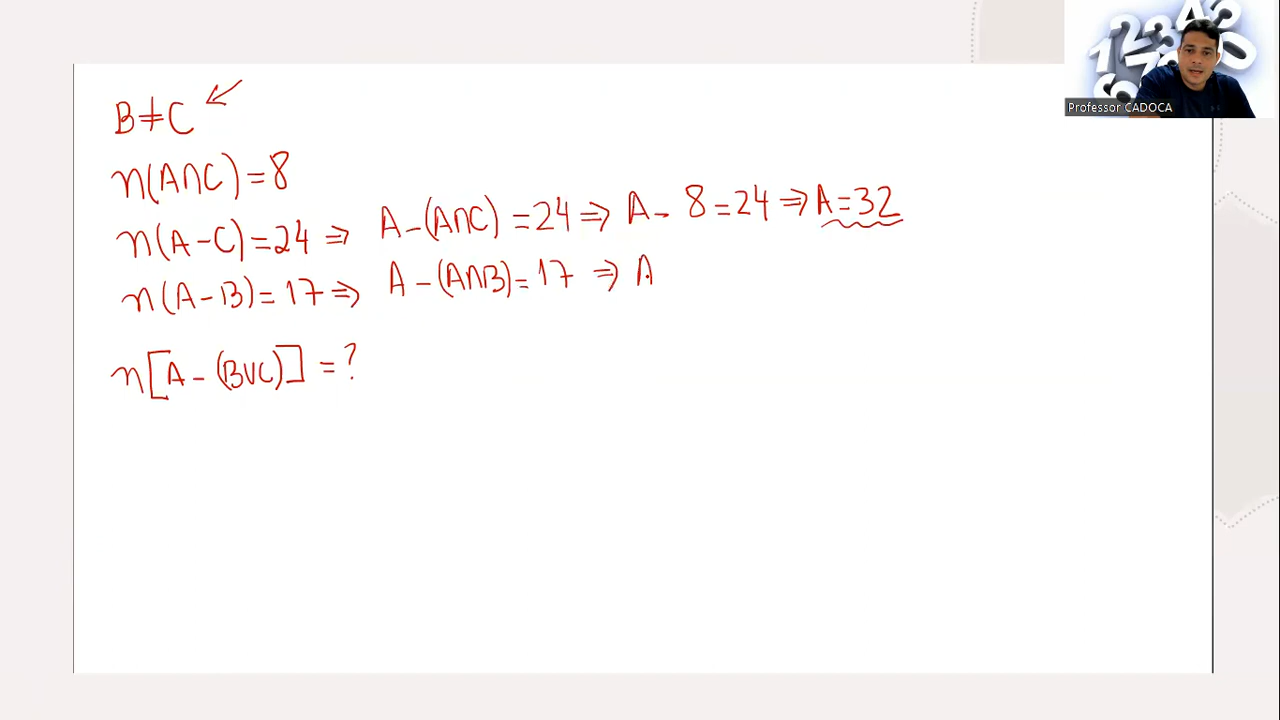 B≠C
n(A∩C)=8
n(A-C)=24 ⇒ A-(A∩C)=24 ⇒ A-8=24 ⇒ A=32
n(A-B)=17 ⇒ A-(A∩B)=17 ⇒ A
n[A-(B∪C)]=?
Professor CADOCA